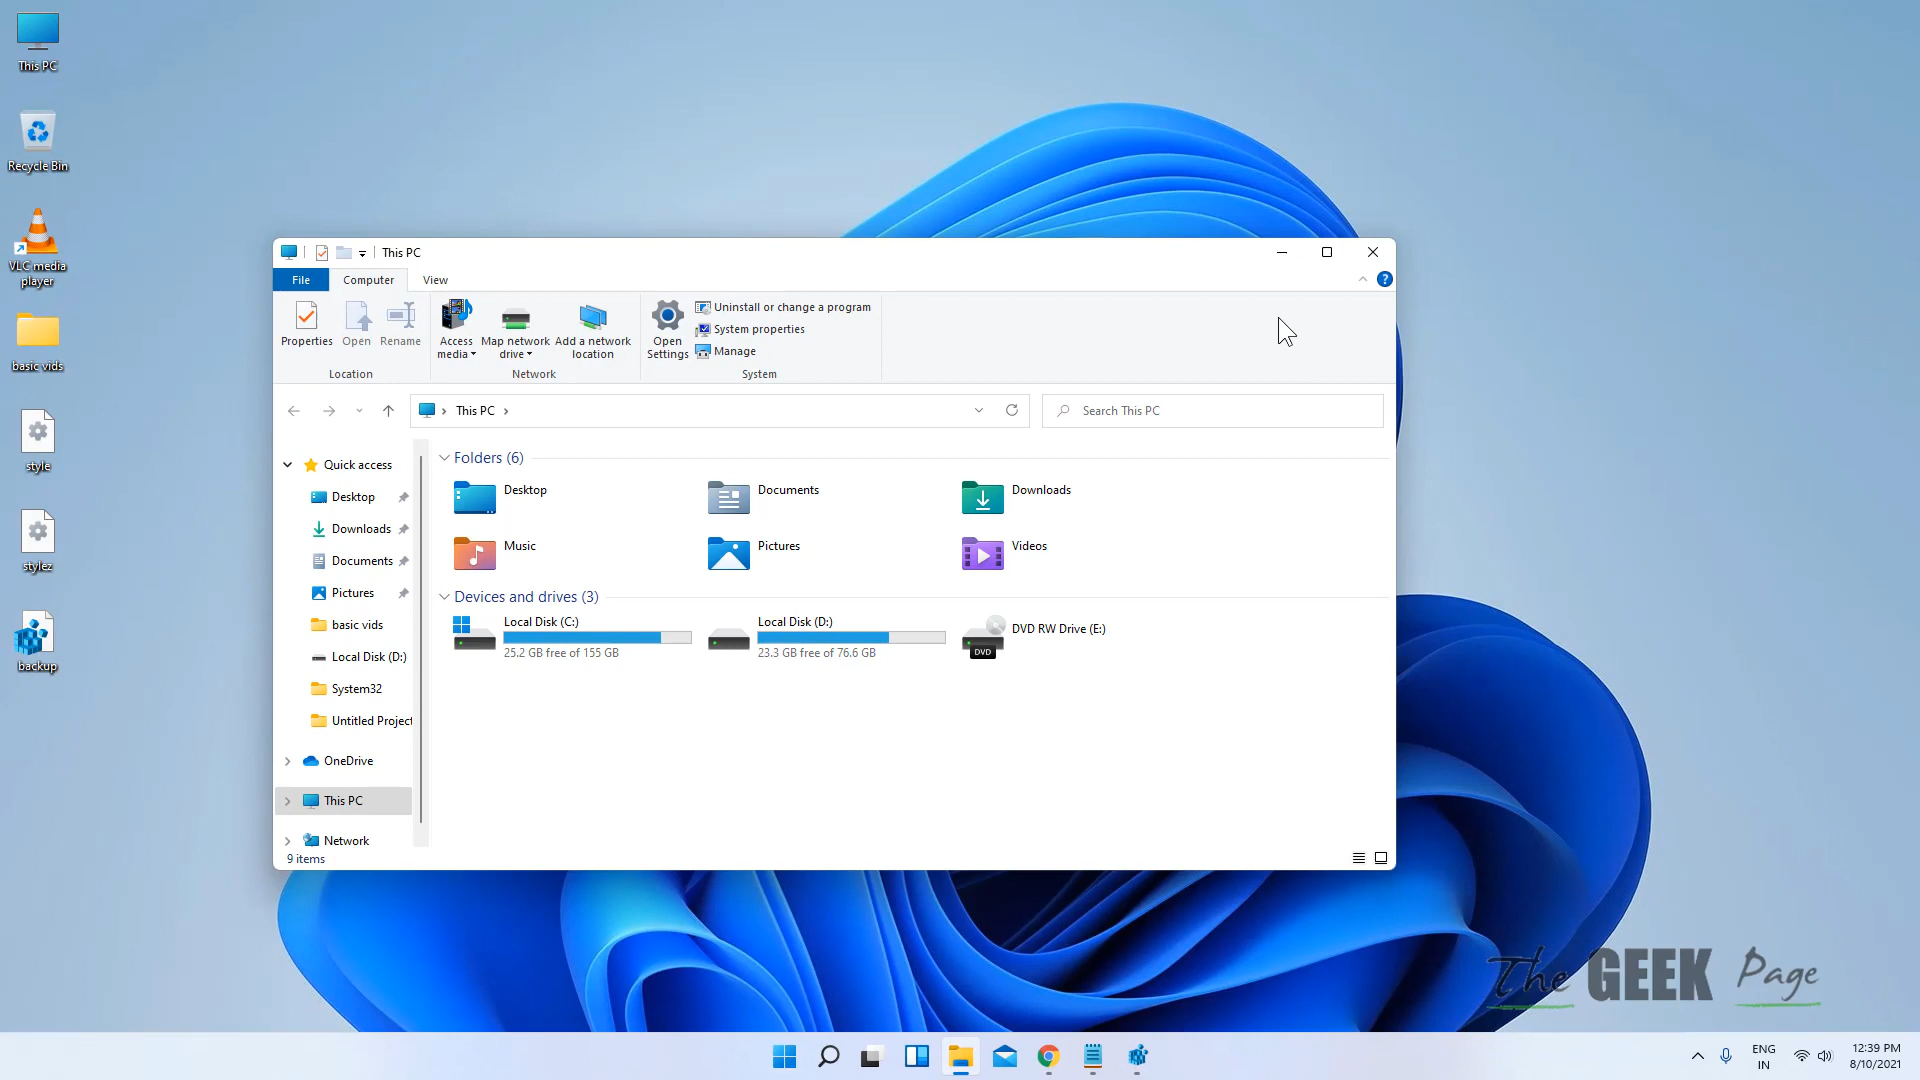 This PC
Recycle Bin
VLC media
player
basic vids
style
stylez
backup
This PC
File Computer View
Properties Open Rename
Location
Access
media
Map network
drive
Add a network
location
Network
Open
Settings
Uninstall or change a program
System properties
Manage
System
This PC
Search This PC
Quick access
Desktop
Downloads
Documents
Pictures
basic vids
Local Disk (D:)
System32
Untitled Project
OneDrive
This PC
Network
Folders (6)
Desktop Documents Downloads
Music Pictures Videos
Devices and drives (3)
Local Disk (C:)
25.2 GB free of 155 GB
Local Disk (D:)
23.3 GB free of 76.6 GB
DVD RW Drive (E:)
DVD
9 items
The GEEK Page
ENG
IN
12:39 PM
8/10/2021